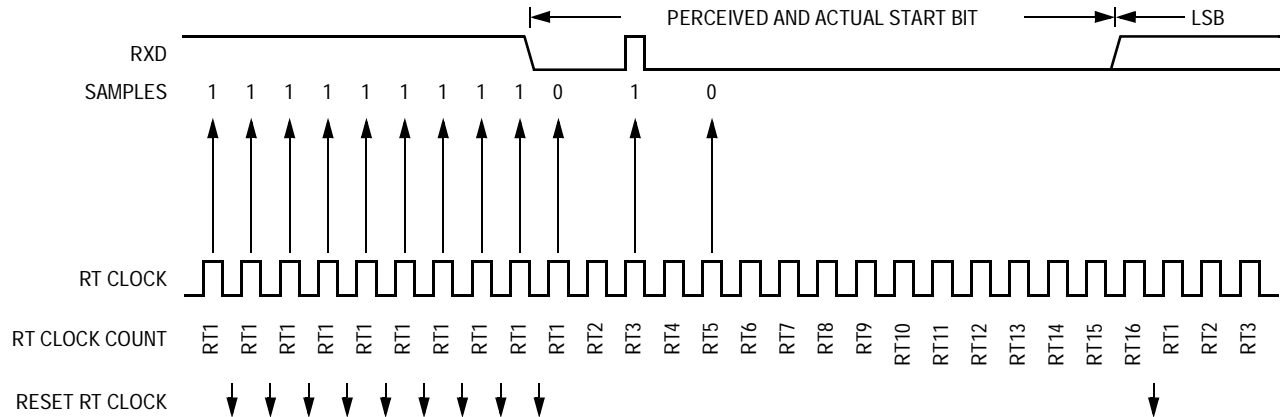 PERCEIVED AND ACTUAL START BIT LSB
RXD
SAMPLES 1 1 1 1 1 1 1 1 1 0 1 0
RT CLOCK
RT CLOCK COUNT RT1 RT1 RT1 RT1 RT1 RT1 RT1 RT1 RT1 RT1 RT2 RT3 RT4 RT5 RT6 RT7 RT8 RT9 RT10 RT11 RT12 RT13 RT14 RT15 RT16 RT1 RT2 RT3
RESET RT CLOCK